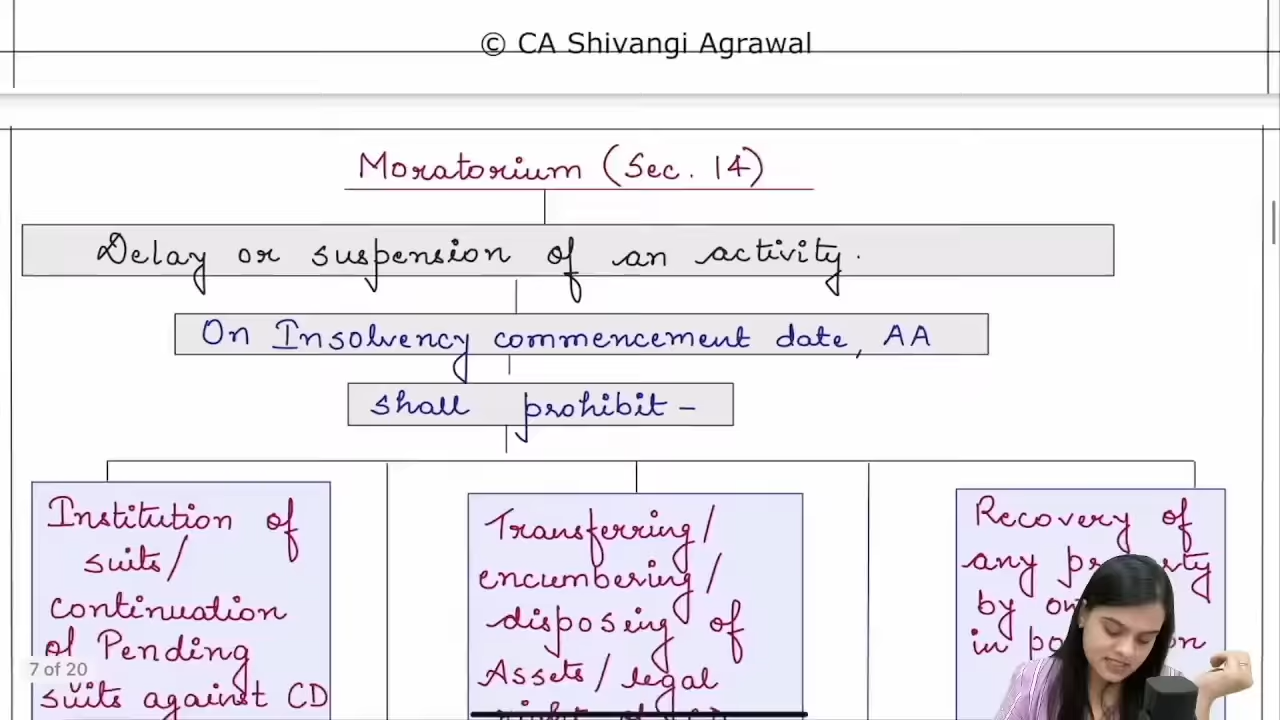 © CA Shivangi Agrawal
Moratorium (Sec. 14)
Delay or suspension of an activity.
On Insolvency commencement date, AA
shall prohibit -
Institution of
suits/
continuation
of Pending
suits against CD
Transferring/
encumbering/
disposing of
Assets/legal
Recovery of
any
by
in
7 of 20